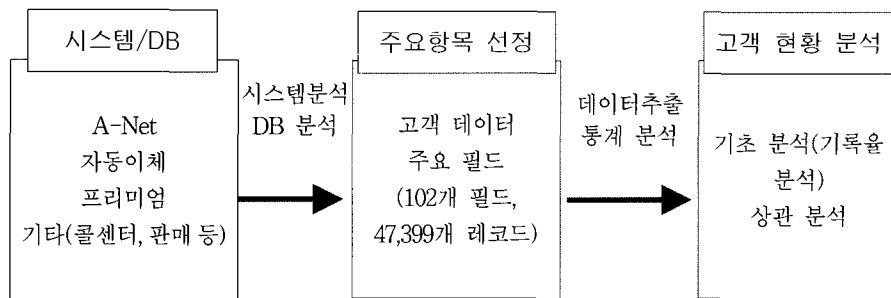 시스템/DB
A-Net
자동이체
프리미엄
기타(콜센터, 판매 등)
시스템분석
DB 분석
주요항목 선정
고객 데이터
주요 필드
(102개 필드,
47,399개 레코드)
데이터추출
통계 분석
고객 현황 분석
기초 분석(기록율
분석)
상관 분석